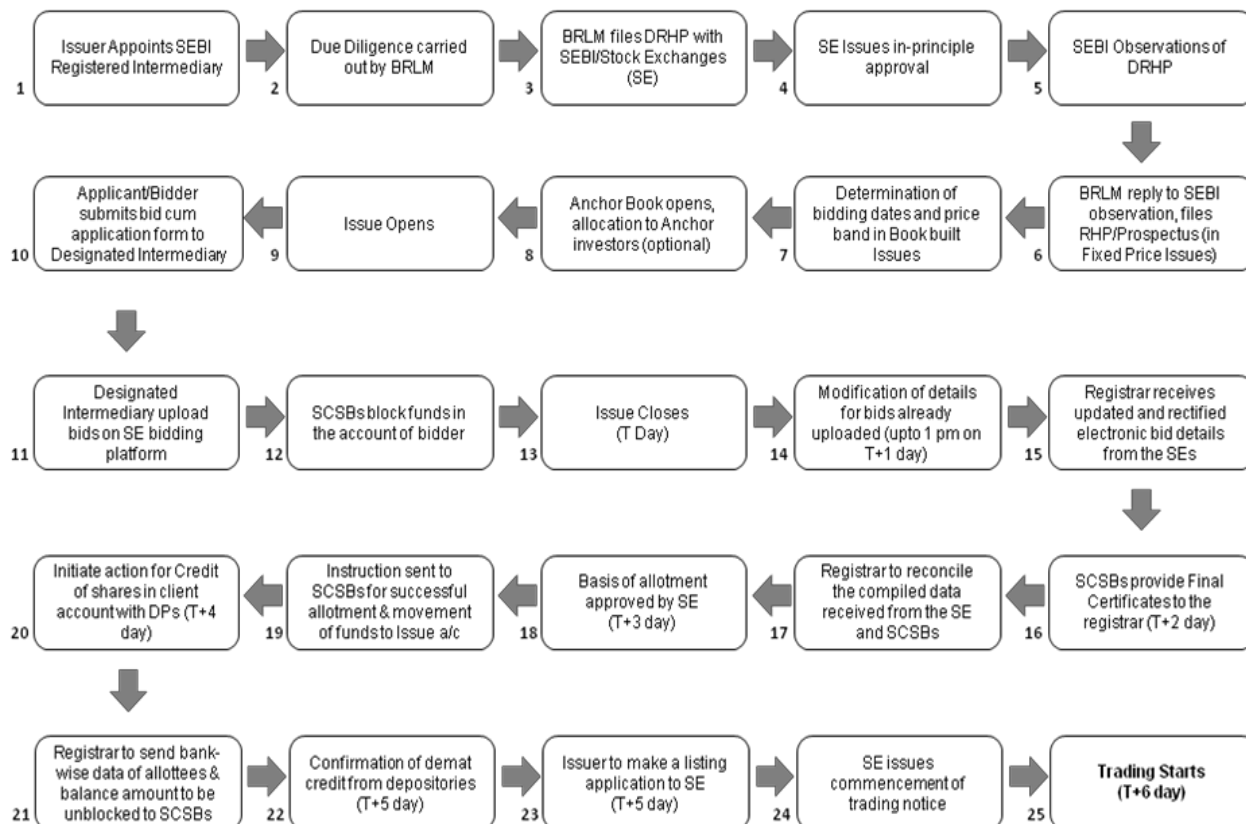 Issuer Appoints SEBI
Registered Intermediary
1
Due Diligence carried
out by BRLM
2
BRLM files DRHP with
SEBI/Stock Exchanges
(SE)
3
SE Issues in-principle
approval
4
SEBI Observations of
DRHP
5
BRLM reply to SEBI
observation, files
RHP/Prospectus (in
Fixed Price Issues)
6
Determination of
bidding dates and price
band in Book built
Issues
7
Anchor Book opens,
allocation to Anchor
investors (optional)
8
Issue Opens
9
Applicant/Bidder
submits bid cum
application form to
Designated Intermediary
10
Designated
Intermediary upload
bids on SE bidding
platform
11
SCSBs block funds in
the account of bidder
12
Issue Closes
(T Day)
13
Modification of details
for bids already
uploaded (upto 1 pm on
T+1 day)
14
Registrar receives
updated and rectified
electronic bid details
from the SEs
15
SCSBs provide Final
Certificates to the
registrar (T+2 day)
16
Registrar to reconcile
the compiled data
received from the SE
and SCSBs
17
Basis of allotment
approved by SE
(T+3 day)
18
Instruction sent to
SCSBs for successful
allotment & movement
of funds to Issue a/c
19
Initiate action for Credit
of shares in client
account with DPs (T+4
day)
20
Registrar to send bank-
wise data of allottees &
balance amount to be
unblocked to SCSBs
21
Confirmation of demat
credit from depositories
(T+5 day)
22
Issuer to make a listing
application to SE
(T+5 day)
23
SE issues
commencement of
trading notice
24
Trading Starts
(T+6 day)
25